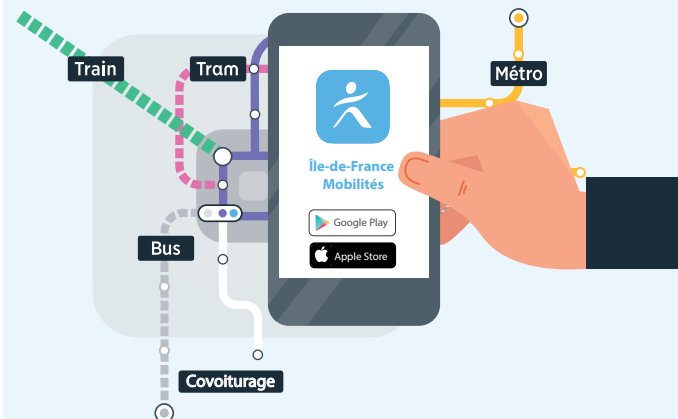 Train
Tram
Métro
Île-de-France
Mobilités
Google Play
Apple Store
Bus
Covoiturage